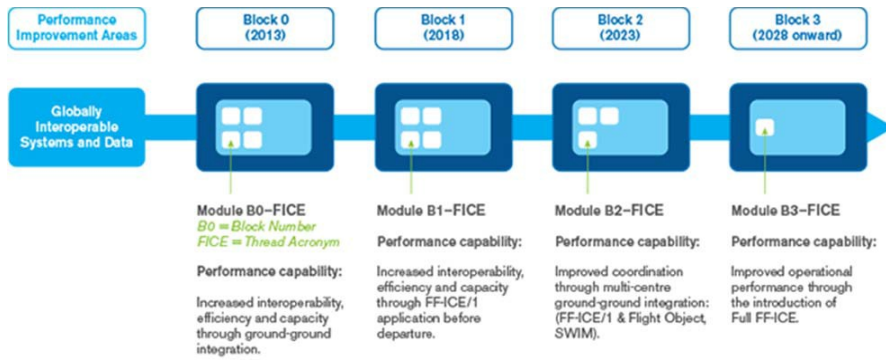 Performance
Improvement Areas
Block 0
(2013)
Block 1
(2018)
Block 2
(2023)
Block 3
(2028 onward)
Globally
Interoperable
Systems and Data
Module B0–FICE
B0 = Block Number
FICE = Thread Acronym
Performance capability:
Increased interoperability,
efficiency and capacity
through ground-ground
integration.
Module B1–FICE
Performance capability:
Increased interoperability,
efficiency and capacity
through FF-ICE/1
application before
departure.
Module B2–FICE
Performance capability:
Improved coordination
through multi-centre
ground-ground integration:
(FF-ICE/1 & Flight Object,
SWIM).
Module B3–FICE
Performance capability:
Improved operational
performance through
the introduction of
Full FF-ICE.